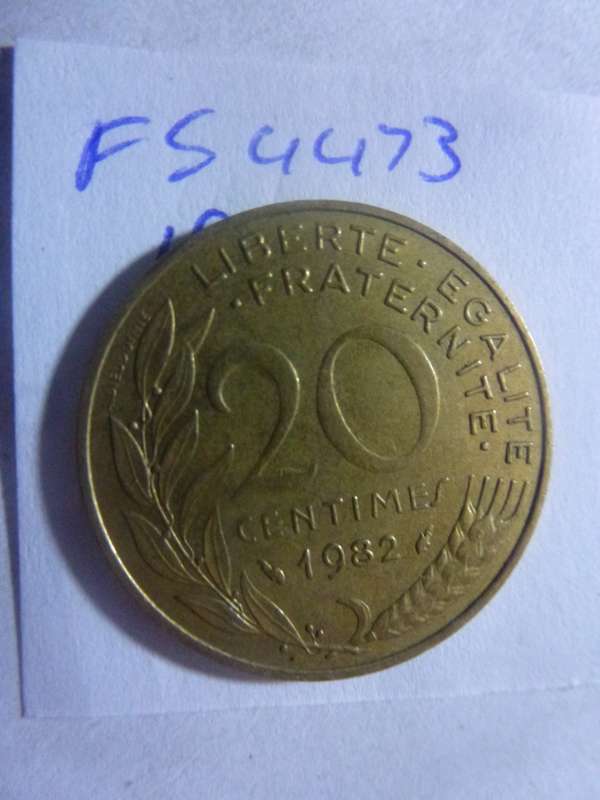 FS 4473
LIBERTE · EGALITE
· FRATERNITE ·
20
CENTIMES
1982